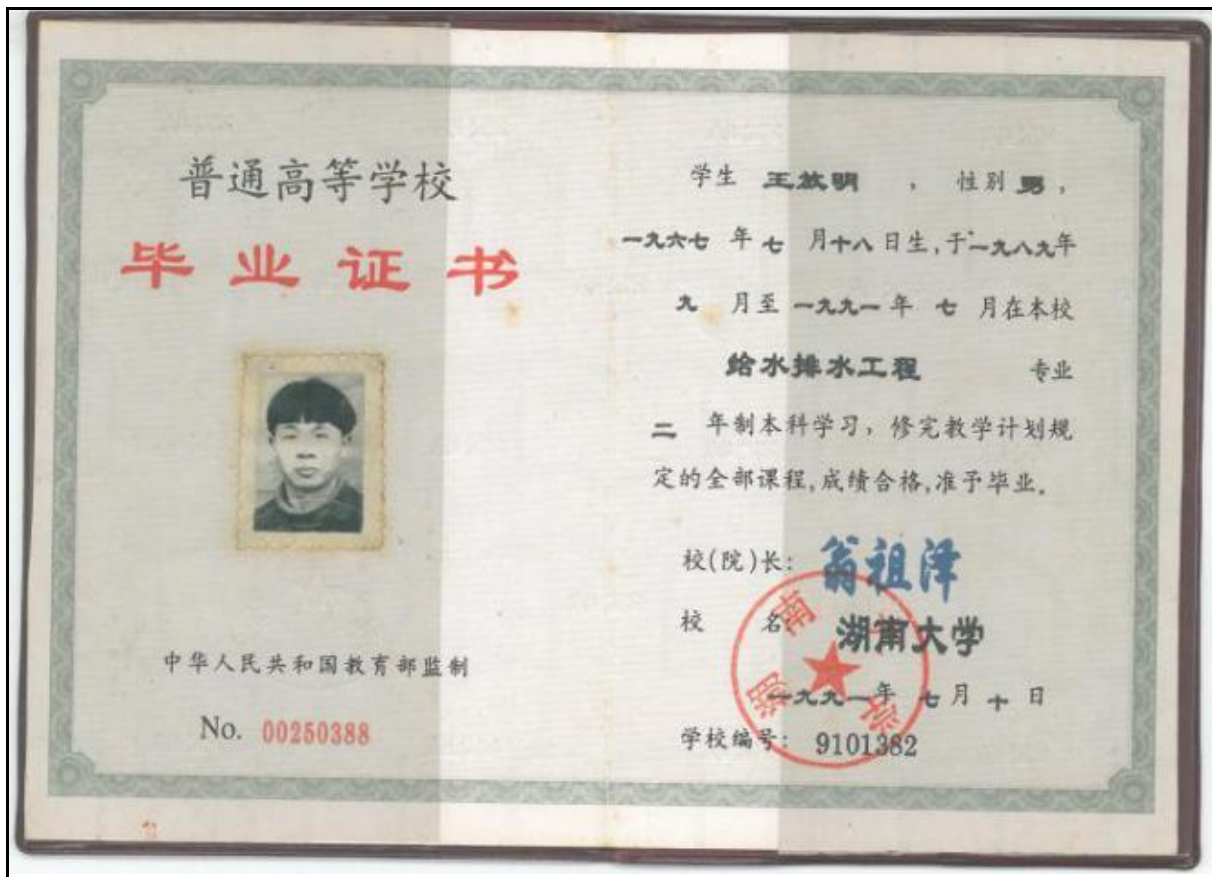 普通高等学校
毕业证书
中华人民共和国教育部监制
No. 00250388
学生 王放明 ， 性别 男，
一九六七 年 七 月十八日生,于一九八九年
九 月至 一九九一 年 七 月在本校
给水排水工程 专业
二 年制本科学习，修完教学计划规
定的全部课程,成绩合格,准予毕业。
校(院)长: 翁祖泽
校 名: 湖南大学
一九九一年 七月 十 日
学校编号: 9101382